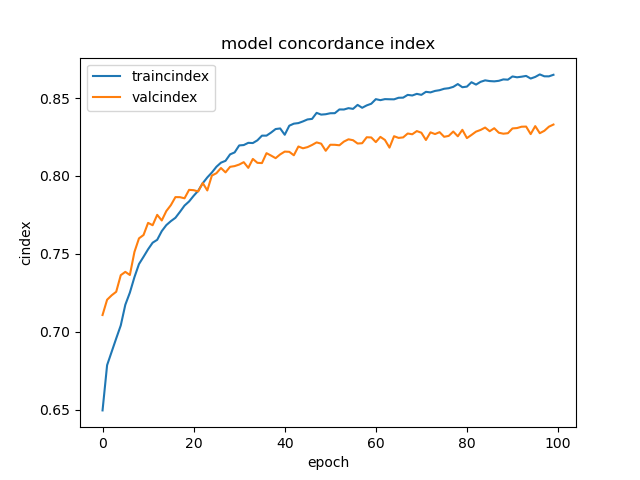 model concordance index
traincindex
valcindex
0.85
0.80
0.75
0.70
0.65
cindex
0 20 40 60 80 100
epoch